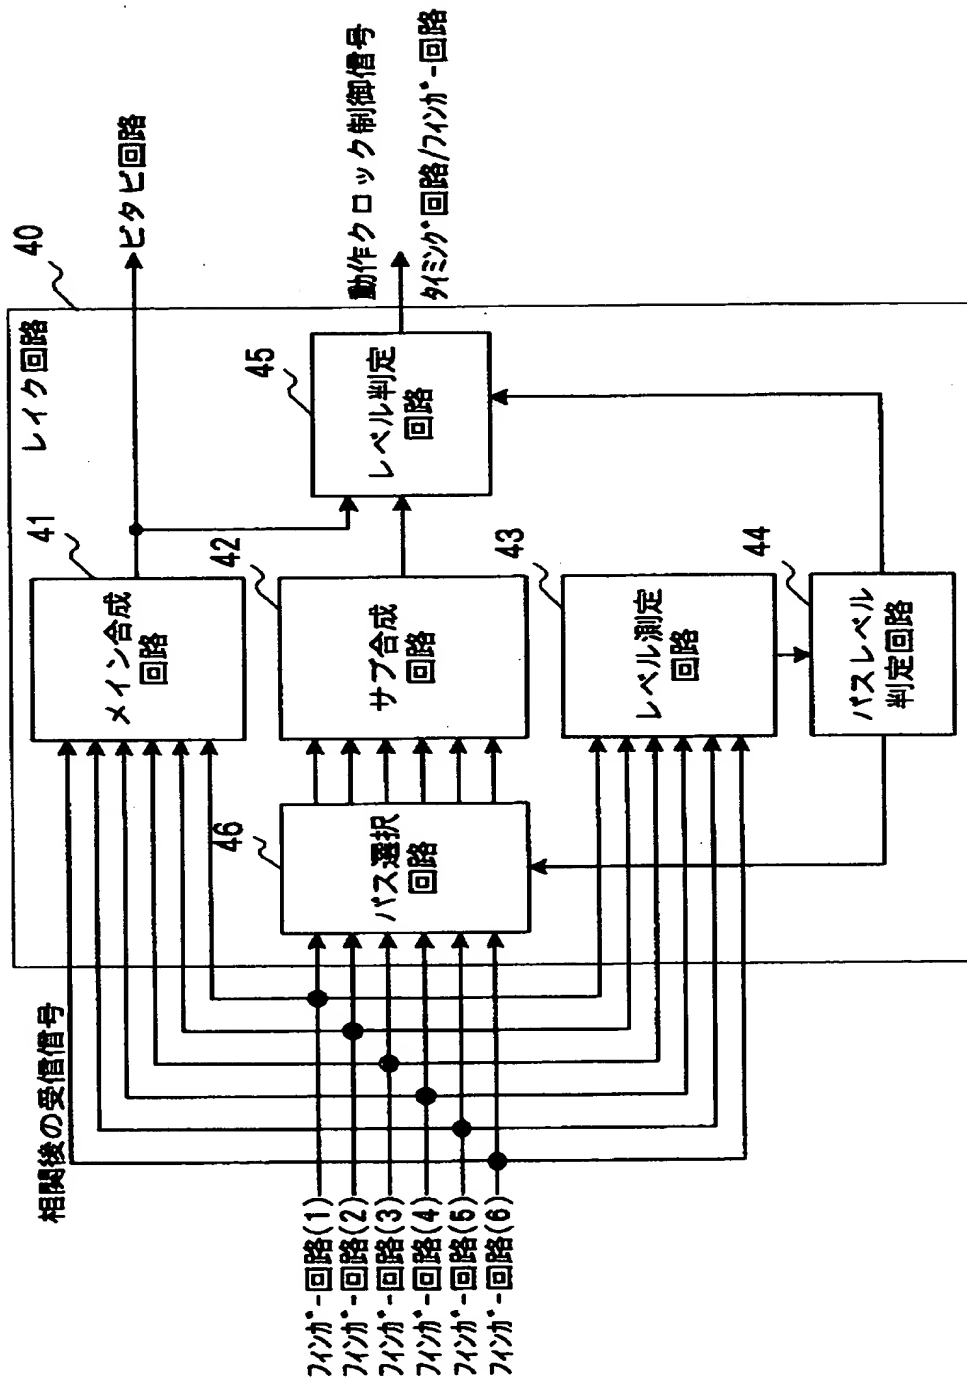 相関後の受信信号
フィンガー回路(1)
フィンガー回路(2)
フィンガー回路(3)
フィンガー回路(4)
フィンガー回路(5)
フィンガー回路(6)
レイク回路
40
41
メイン合成
回路
46
パス選択
回路
42
サブ合成
回路
43
レベル測定
回路
44
パスレベル
判定回路
45
レベル判定
回路
ビタビ回路
動作クロック制御信号
タイミング回路/フィンガー回路